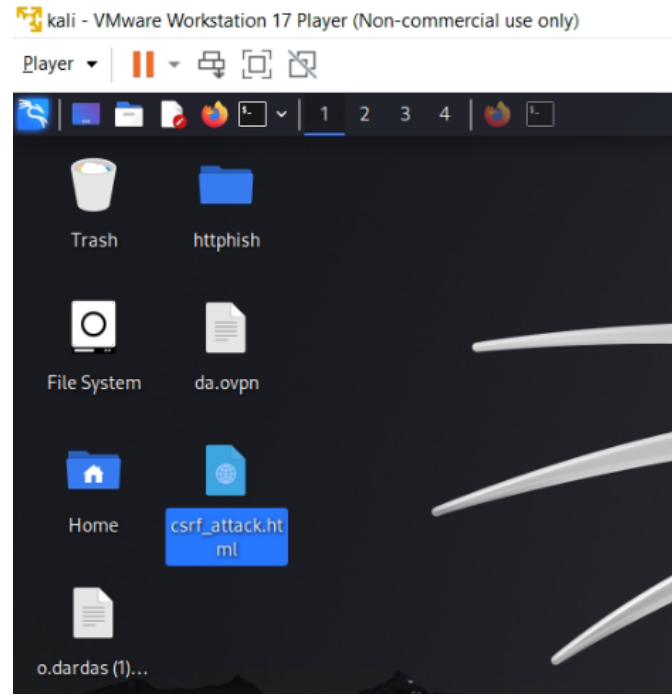 kali - VMware Workstation 17 Player (Non-commercial use only)
Player
1 2 3 4
Trash
httphish
File System
da.ovpn
Home
csrf_attack.ht
ml
o.dardas (1)...